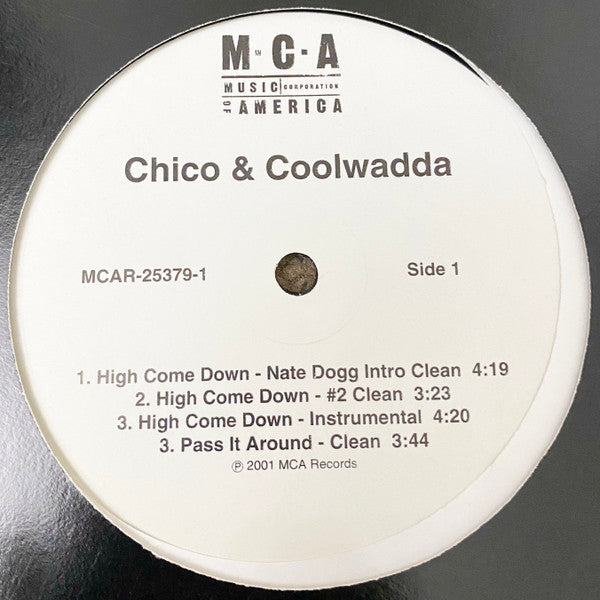 M·C·A
MUSIC CORPORATION
OF AMERICA
Chico & Coolwadda
MCAR-25379-1
Side 1
1. High Come Down - Nate Dogg Intro Clean 4:19
2. High Come Down - #2 Clean 3:23
3. High Come Down - Instrumental 4:20
3. Pass It Around - Clean 3:44
℗ 2001 MCA Records